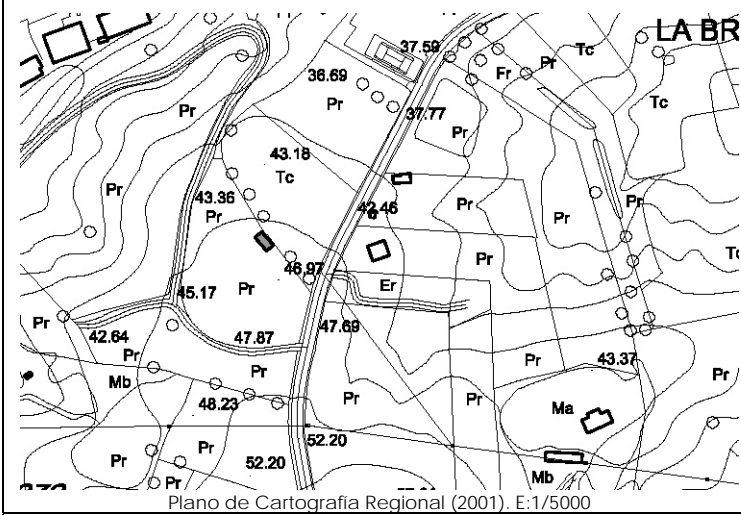 LA BR
37.59
Tc
Fr
Pr
36.69
Pr
Tc
Pr
37.77
Pr
43.18
Tc
Pr
43.36
Pr
42.46
Pr
Pr
Pr
Pr
Tc
46.97
Er
Pr
45.17
Pr
42.64
47.87
47.69
Pr
Mb
Pr
Pr
43.37
Pr
48.23
Pr
Pr
Ma
52.20
Pr
Pr
52.20
Pr
Mb
Plano de Cartografía Regional (2001). E:1/5000